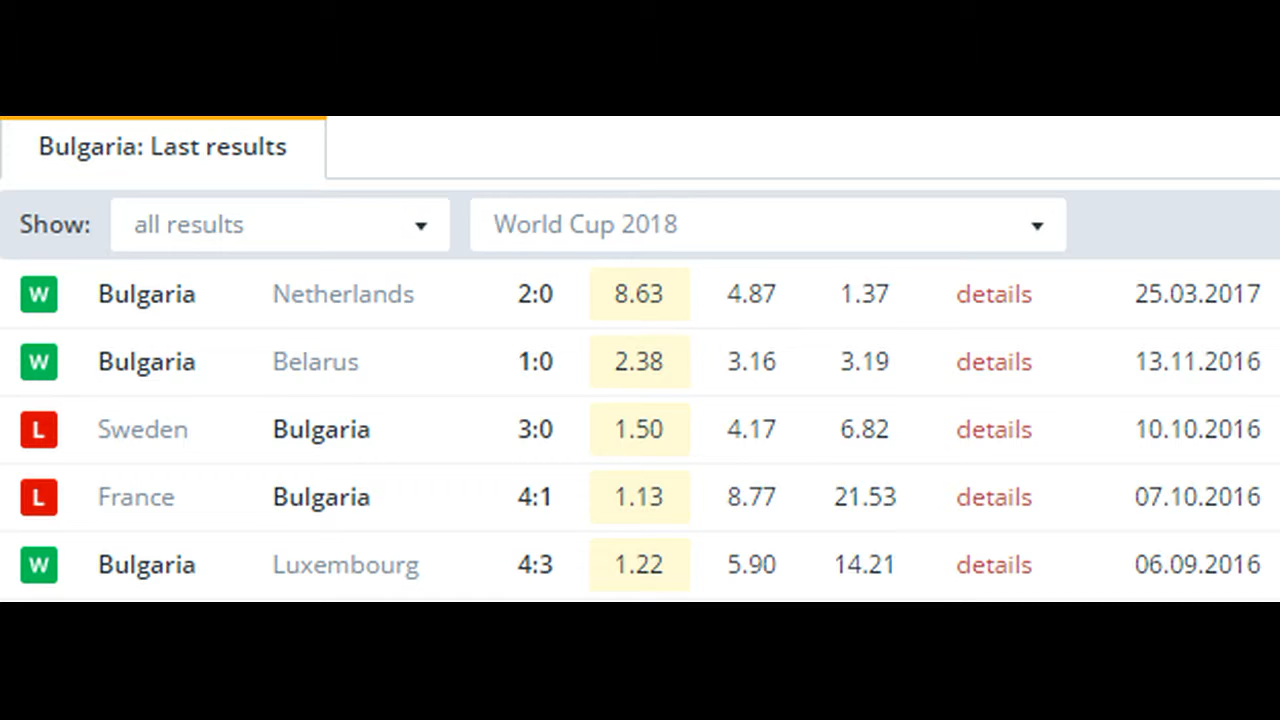 Bulgaria: Last results
Show: all results World Cup 2018
W Bulgaria Netherlands 2:0 8.63 4.87 1.37 details 25.03.2017
W Bulgaria Belarus 1:0 2.38 3.16 3.19 details 13.11.2016
L Sweden Bulgaria 3:0 1.50 4.17 6.82 details 10.10.2016
L France Bulgaria 4:1 1.13 8.77 21.53 details 07.10.2016
W Bulgaria Luxembourg 4:3 1.22 5.90 14.21 details 06.09.2016